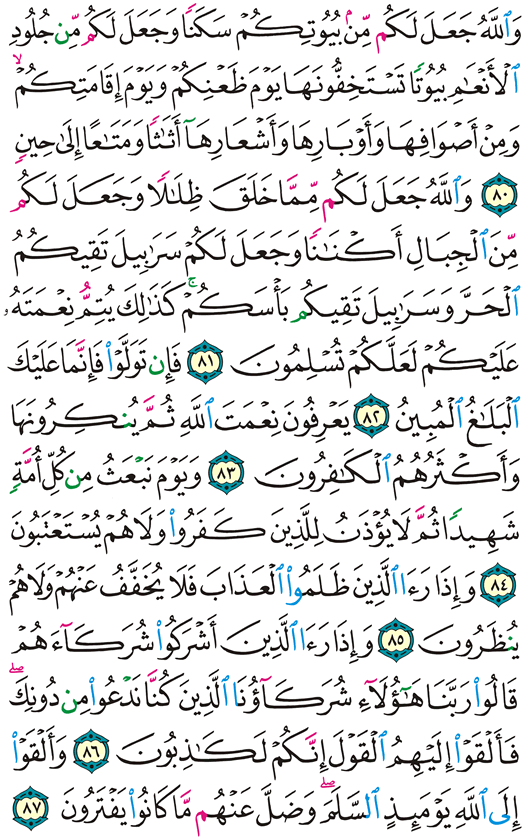 وَٱللَّهُ جَعَلَ لَكُم مِّنۢ بُيُوتِكُمْ سَكَنًا وَجَعَلَ لَكُم مِّن جُلُودِ
ٱلْأَنْعَٰمِ بُيُوتًا تَسْتَخِفُّونَهَا يَوْمَ ظَعْنِكُمْ وَيَوْمَ إِقَامَتِكُمْ ۙ
وَمِنْ أَصْوَافِهَا وَأَوْبَارِهَا وَأَشْعَارِهَآ أَثَٰثًا وَمَتَٰعًا إِلَىٰ حِينٍ
٨٠ وَٱللَّهُ جَعَلَ لَكُم مِّمَّا خَلَقَ ظِلَٰلًا وَجَعَلَ لَكُم
مِّنَ ٱلْجِبَالِ أَكْنَٰنًا وَجَعَلَ لَكُمْ سَرَٰبِيلَ تَقِيكُمُ
ٱلْحَرَّ وَسَرَٰبِيلَ تَقِيكُم بَأْسَكُمْ ۚ كَذَٰلِكَ يُتِمُّ نِعْمَتَهُۥ
عَلَيْكُمْ لَعَلَّكُمْ تُسْلِمُونَ ٨١ فَإِن تَوَلَّوْا۟ فَإِنَّمَا عَلَيْكَ
ٱلْبَلَٰغُ ٱلْمُبِينُ ٨٢ يَعْرِفُونَ نِعْمَتَ ٱللَّهِ ثُمَّ يُنكِرُونَهَا
وَأَكْثَرُهُمُ ٱلْكَٰفِرُونَ ٨٣ وَيَوْمَ نَبْعَثُ مِن كُلِّ أُمَّةٍ
شَهِيدًا ثُمَّ لَا يُؤْذَنُ لِلَّذِينَ كَفَرُوا۟ وَلَا هُمْ يُسْتَعْتَبُونَ
٨٤ وَإِذَا رَءَا ٱلَّذِينَ ظَلَمُوا۟ ٱلْعَذَابَ فَلَا يُخَفَّفُ عَنْهُمْ وَلَا هُمْ
يُنظَرُونَ ٨٥ وَإِذَا رَءَا ٱلَّذِينَ أَشْرَكُوا۟ شُرَكَآءَهُمْ
قَالُوا۟ رَبَّنَا هَٰٓؤُلَآءِ شُرَكَآؤُنَا ٱلَّذِينَ كُنَّا نَدْعُوا۟ مِن دُونِكَ ۖ
فَأَلْقَوْا۟ إِلَيْهِمُ ٱلْقَوْلَ إِنَّكُمْ لَكَٰذِبُونَ ٨٦ وَأَلْقَوْا۟
إِلَى ٱللَّهِ يَوْمَئِذٍ ٱلسَّلَمَ ۖ وَضَلَّ عَنْهُم مَّا كَانُوا۟ يَفْتَرُونَ ٨٧